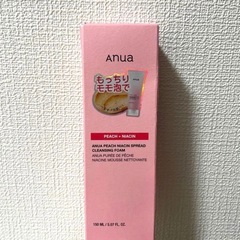 Anua
もっちり
モモ泡で
PEACH + NIACIN
ANUA PEACH NIACIN SPREAD
CLEANSING FOAM
ANUA PURÉE DE PÊCHE
NIACINE MOUSSE NETTOYANTE
150 ML / 5.07 FL. OZ.